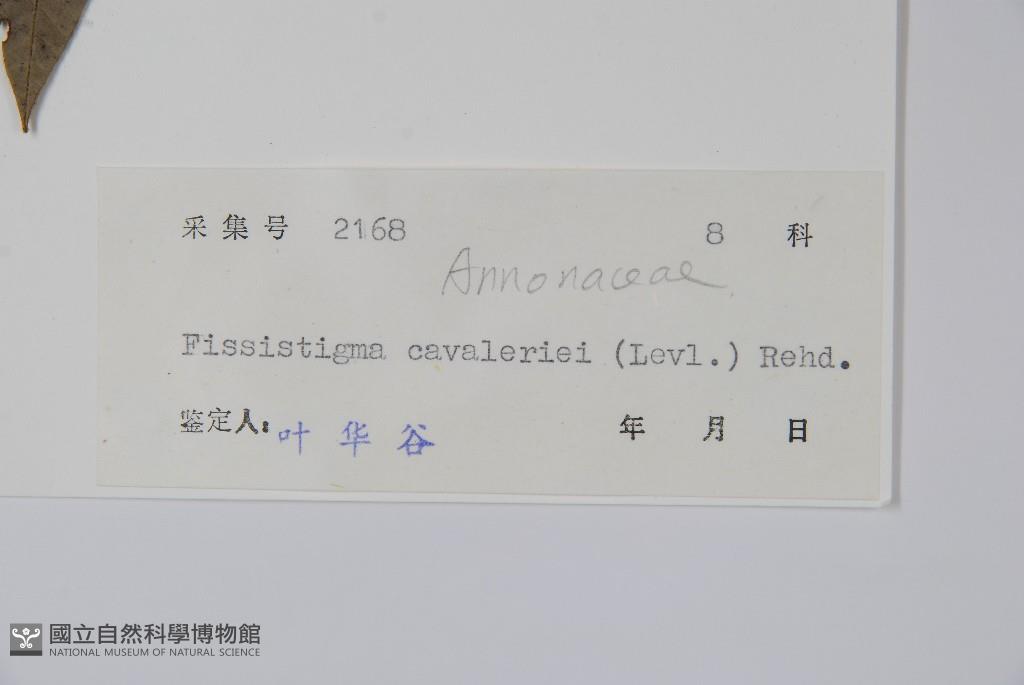 采集号 2168 8 科
Annonaceae
Fissistigma cavaleriei (Levl.) Rehd.
鉴定人: 叶华谷 年 月 日
國立自然科學博物館
NATIONAL MUSEUM OF NATURAL SCIENCE